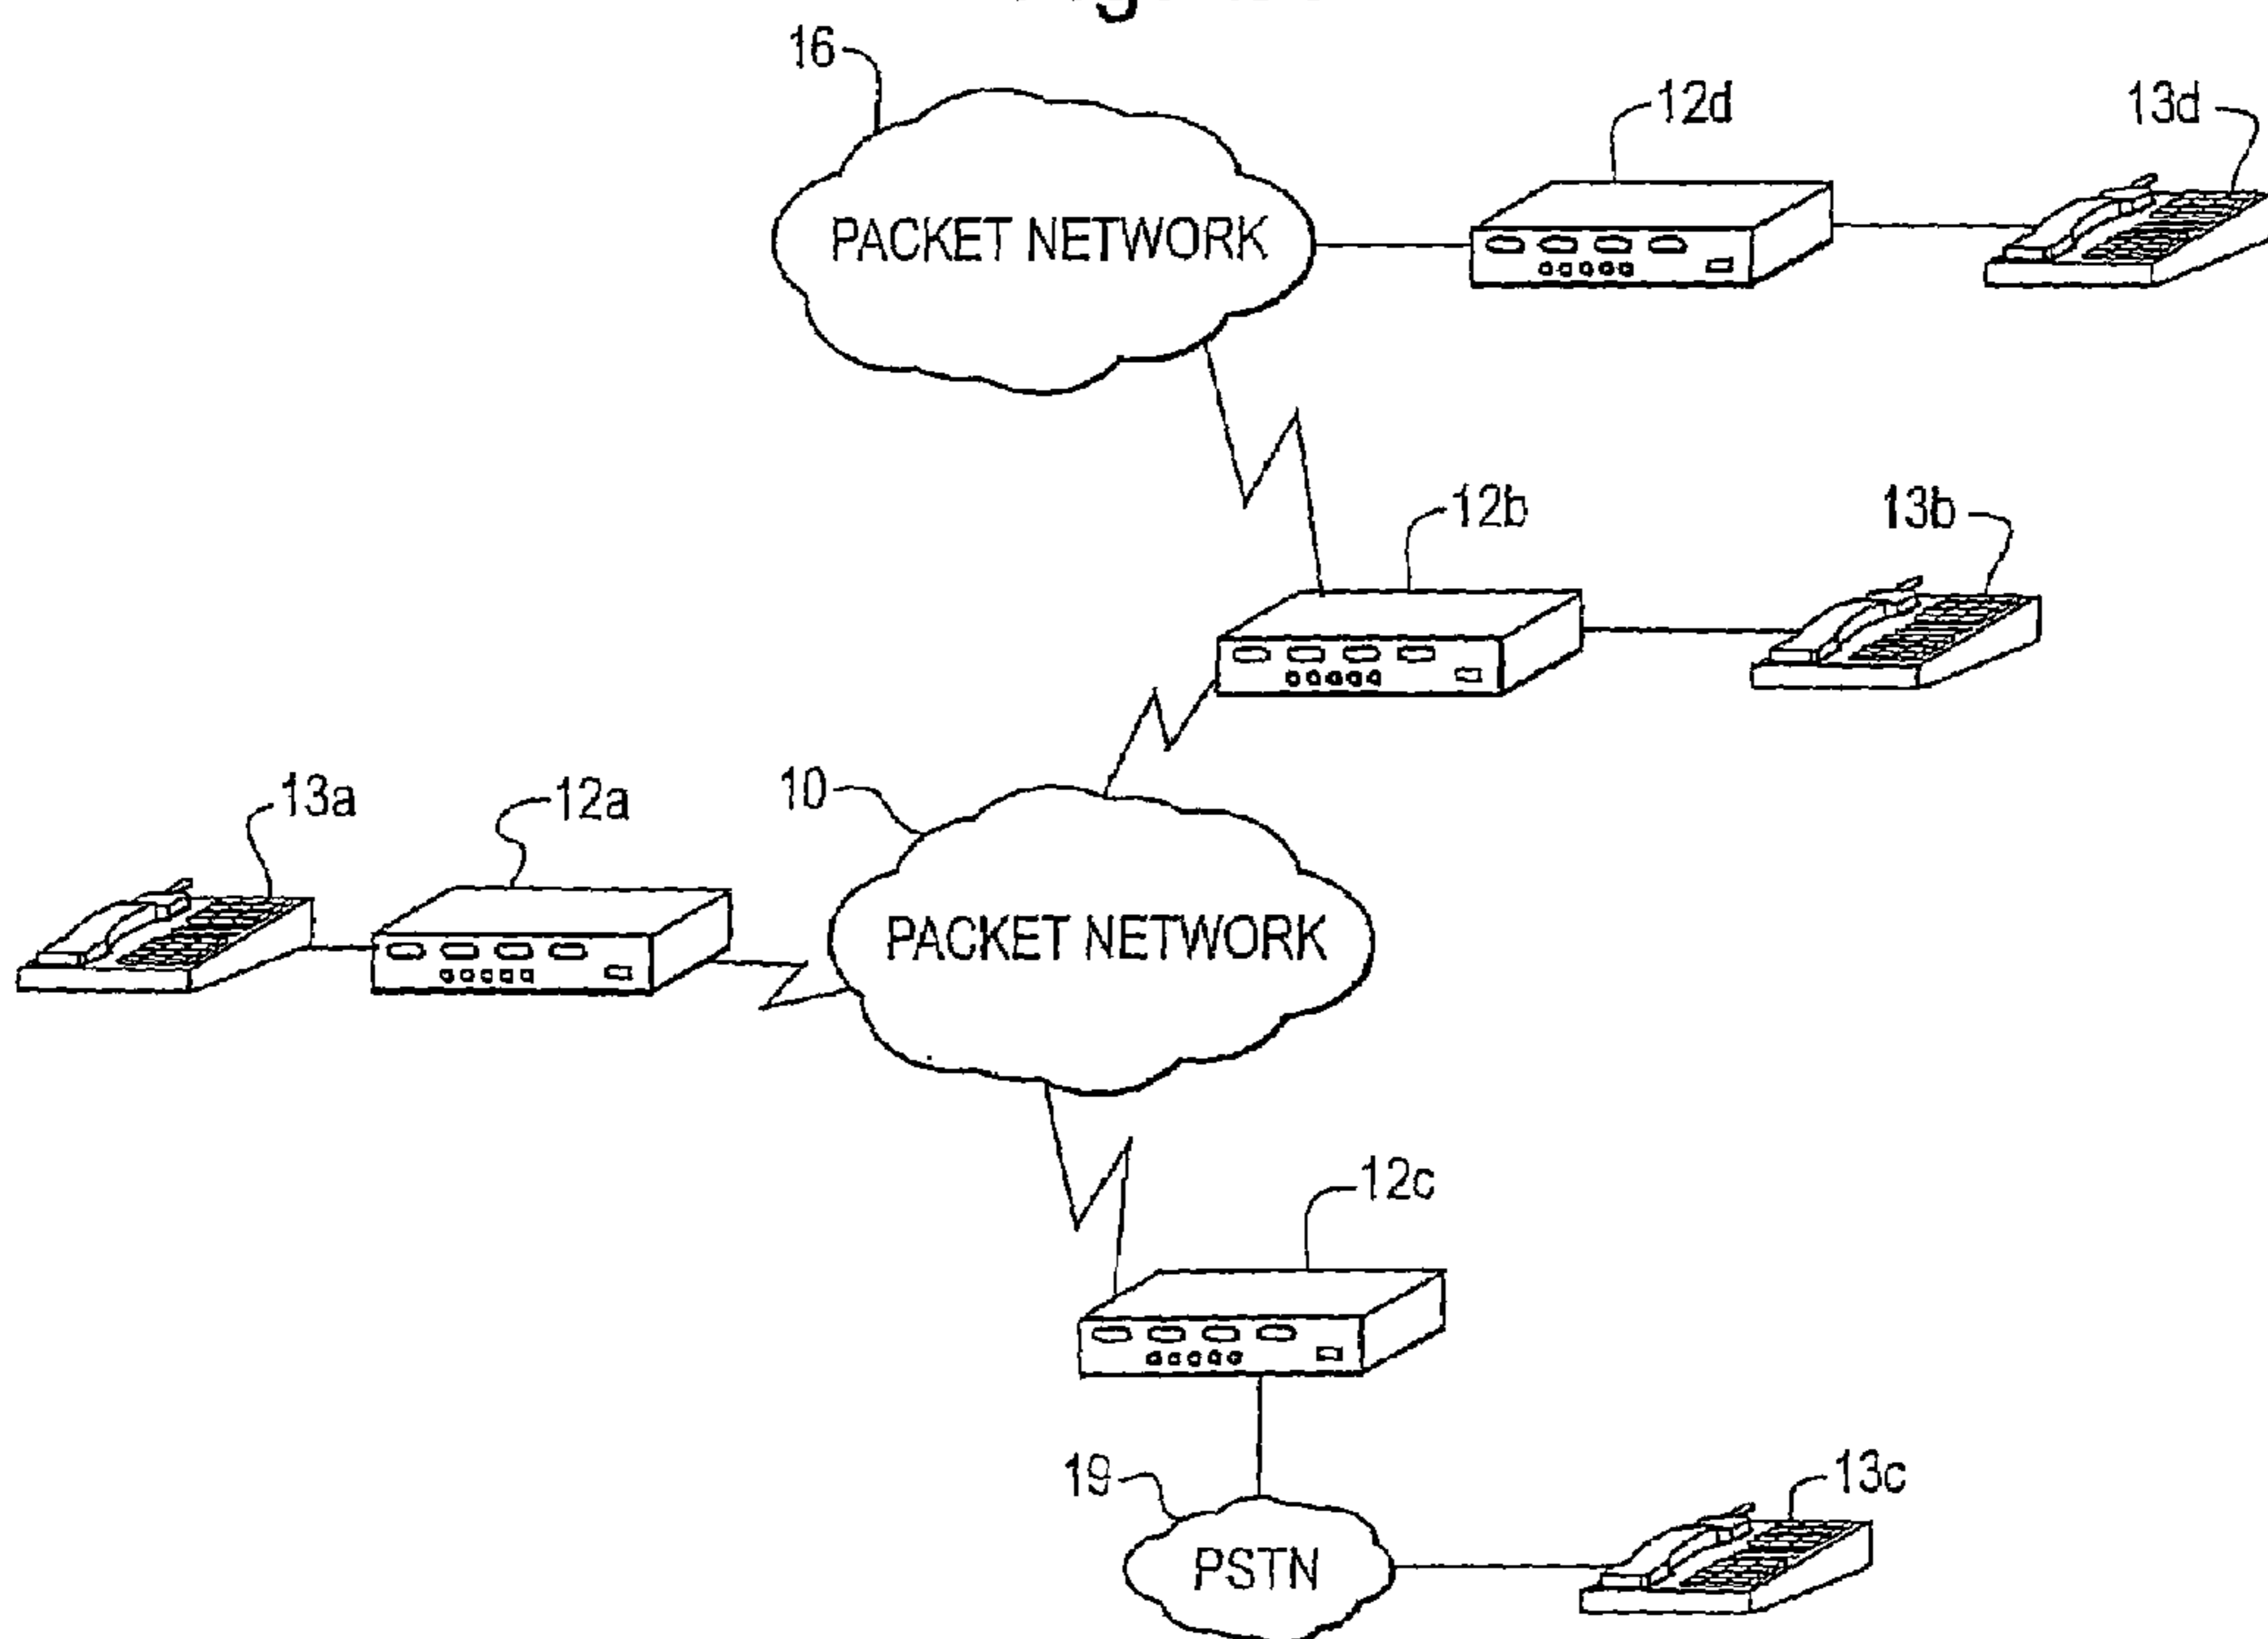 16
12d
13d
PACKET NETWORK
12b
13b
13a
12a
10
PACKET NETWORK
12c
19
13c
PSTN